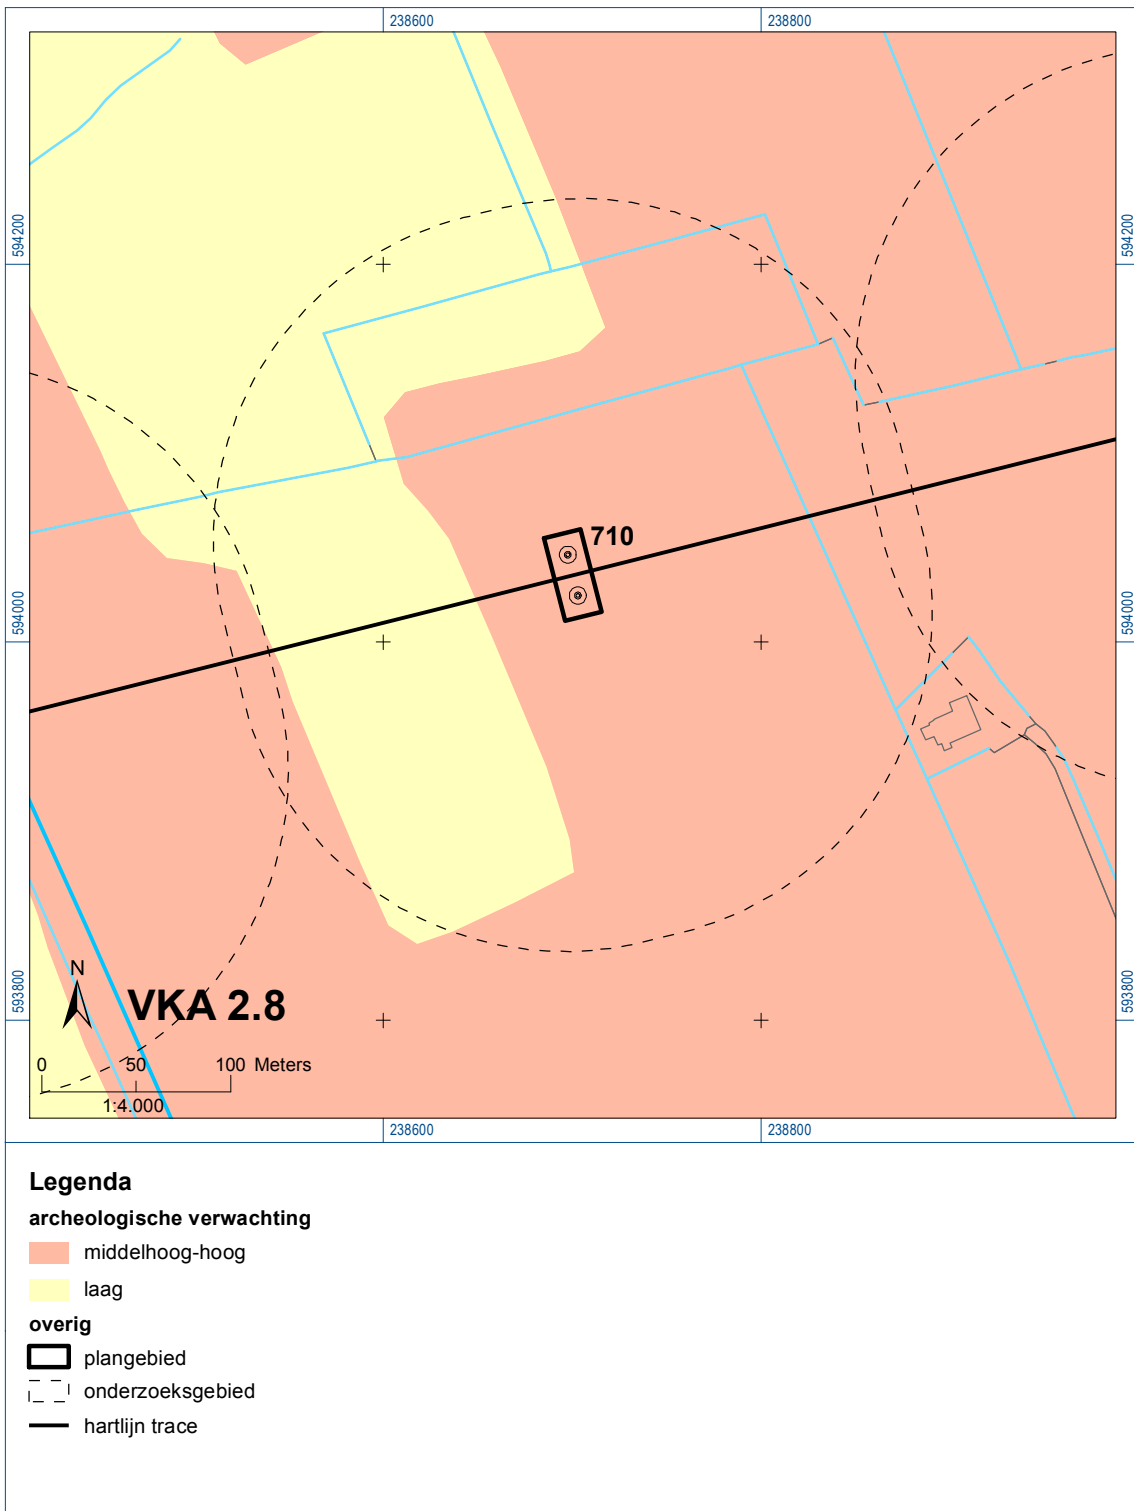 238600
238800
594200
594200
710
594000
594000
593800
593800
N
VKA 2.8
0 50 100 Meters
1:4.000
238600
238800
Legenda
archeologische verwachting
middelhoog-hoog
laag
overig
plangebied
onderzoeksgebied
hartlijn trace